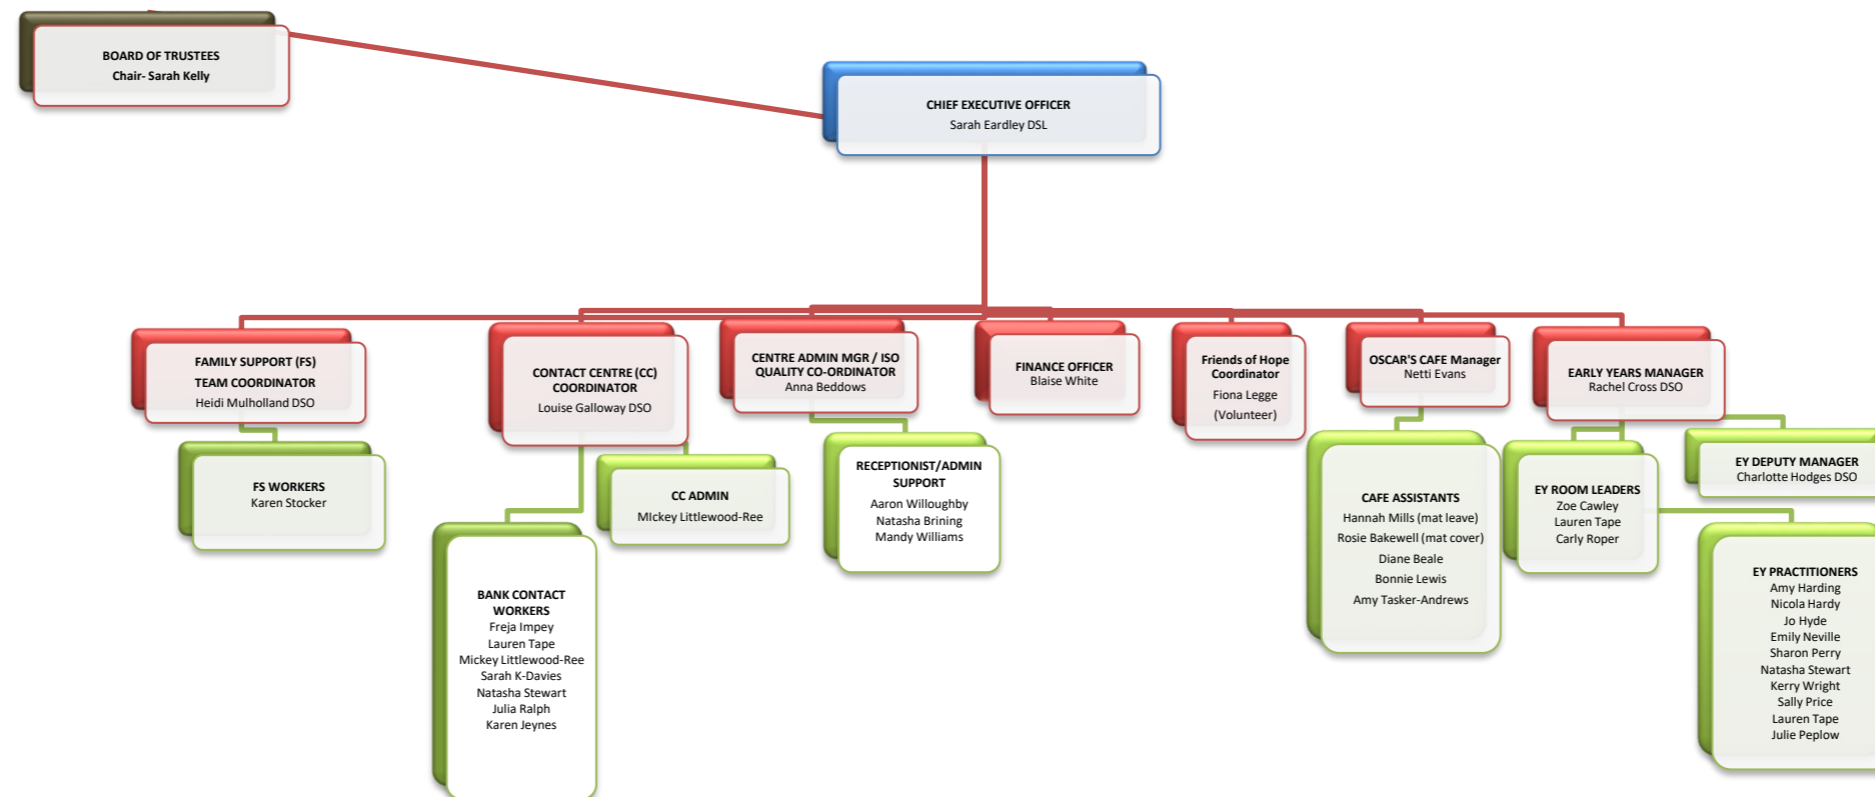 BOARD OF TRUSTEES
Chair- Sarah Kelly
CHIEF EXECUTIVE OFFICER
Sarah Eardley DSL
FAMILY SUPPORT (FS)
TEAM COORDINATOR
Heidi Mulholland DSO
CONTACT CENTRE (CC)
COORDINATOR
Louise Galloway DSO
CENTRE ADMIN MGR / ISO
QUALITY CO-ORDINATOR
Anna Beddows
FINANCE OFFICER
Blaise White
Friends of Hope
Coordinator
Fiona Legge
(Volunteer)
OSCAR'S CAFE Manager
Netti Evans
EARLY YEARS MANAGER
Rachel Cross DSO
FS WORKERS
Karen Stocker
BANK CONTACT
WORKERS
Freja Impey
Lauren Tape
Mickey Littlewood-Ree
Sarah K-Davies
Natasha Stewart
Julia Ralph
Karen Jeynes
CC ADMIN
MIckey Littlewood-Ree
RECEPTIONIST/ADMIN
SUPPORT
Aaron Willoughby
Natasha Brining
Mandy Williams
CAFE ASSISTANTS
Hannah Mills (mat leave)
Rosie Bakewell (mat cover)
Diane Beale
Bonnie Lewis
Amy Tasker-Andrews
EY ROOM LEADERS
Zoe Cawley
Lauren Tape
Carly Roper
EY DEPUTY MANAGER
Charlotte Hodges DSO
EY PRACTITIONERS
Amy Harding
Nicola Hardy
Jo Hyde
Emily Neville
Sharon Perry
Natasha Stewart
Kerry Wright
Sally Price
Lauren Tape
Julie Peplow